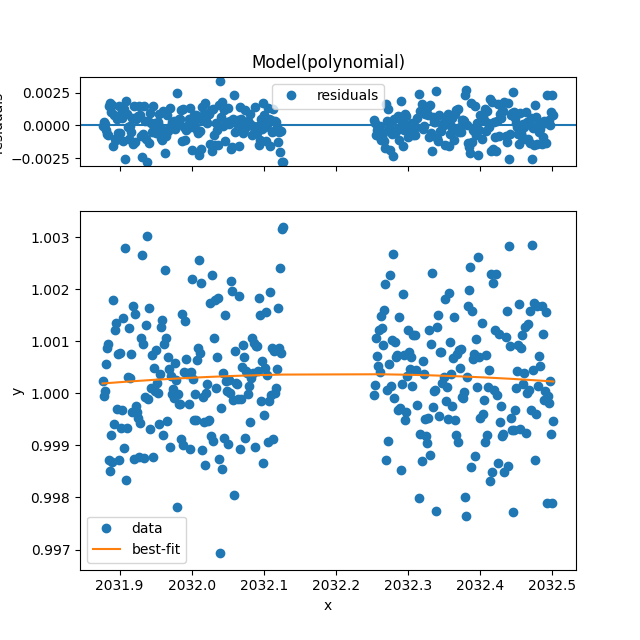 Model(polynomial)
0.0025
0.0000
−0.0025
residuals
residuals
1.003
1.002
1.001
1.000
0.999
0.998
0.997
y
data
best-fit
2031.9 2032.0 2032.1 2032.2 2032.3 2032.4 2032.5
x